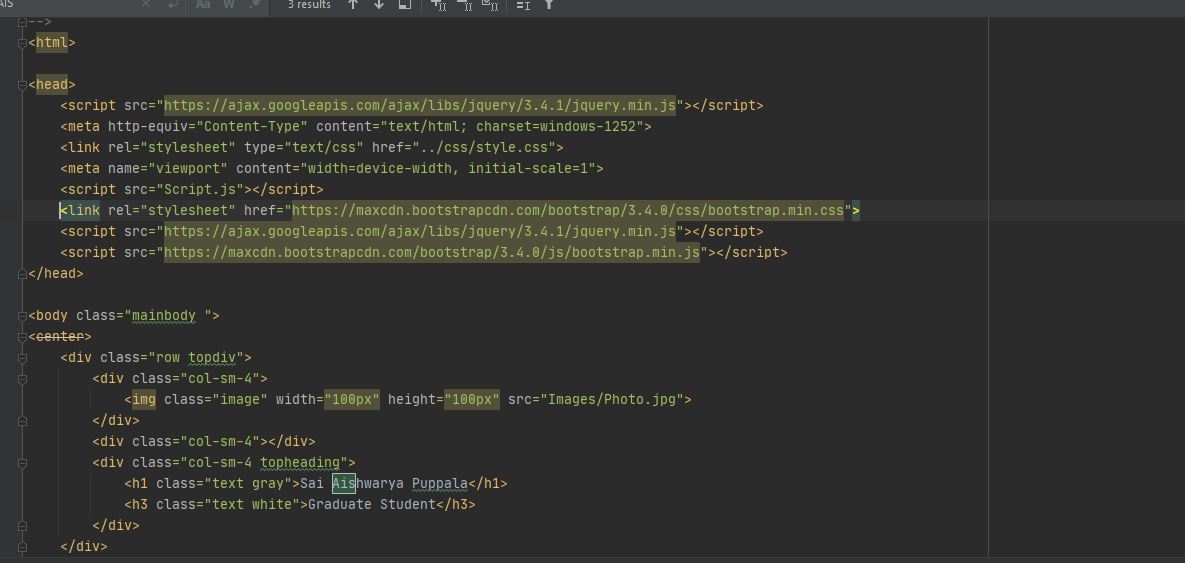 AIS Aa W .* 3 results
-->
<html>
<head>
<script src="https://ajax.googleapis.com/ajax/libs/jquery/3.4.1/jquery.min.js"></script>
<meta http-equiv="Content-Type" content="text/html; charset=windows-1252">
<link rel="stylesheet" type="text/css" href="../css/style.css">
<meta name="viewport" content="width=device-width, initial-scale=1">
<script src="Script.js"></script>
<link rel="stylesheet" href="https://maxcdn.bootstrapcdn.com/bootstrap/3.4.0/css/bootstrap.min.css">
<script src="https://ajax.googleapis.com/ajax/libs/jquery/3.4.1/jquery.min.js"></script>
<script src="https://maxcdn.bootstrapcdn.com/bootstrap/3.4.0/js/bootstrap.min.js"></script>
</head>
<body class="mainbody ">
<center>
<div class="row topdiv">
<div class="col-sm-4">
<img class="image" width="100px" height="100px" src="Images/Photo.jpg">
</div>
<div class="col-sm-4"></div>
<div class="col-sm-4 topheading">
<h1 class="text gray">Sai Aishwarya Puppala</h1>
<h3 class="text white">Graduate Student</h3>
</div>
</div>